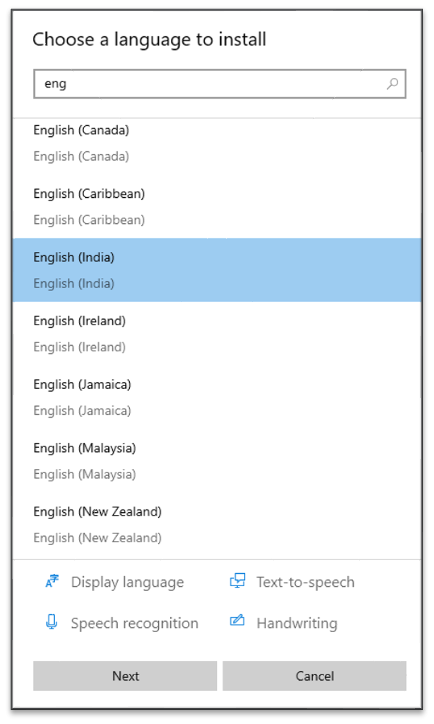 Choose a language to install
eng
English (Canada)
English (Canada)
English (Caribbean)
English (Caribbean)
English (India)
English (India)
English (Ireland)
English (Ireland)
English (Jamaica)
English (Jamaica)
English (Malaysia)
English (Malaysia)
English (New Zealand)
English (New Zealand)
Display language
Text-to-speech
Speech recognition
Handwriting
Next
Cancel